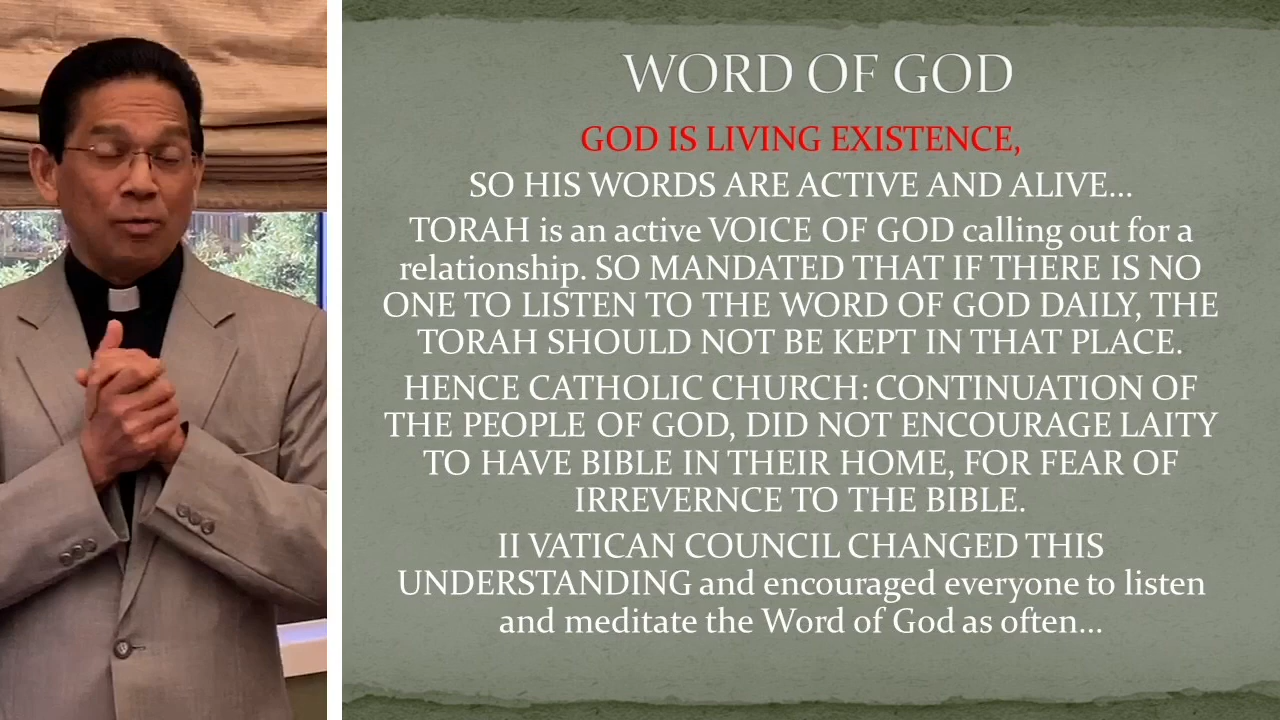 WORD OF GOD
GOD IS LIVING EXISTENCE,
SO HIS WORDS ARE ACTIVE AND ALIVE...
TORAH is an active VOICE OF GOD calling out for a
relationship. SO MANDATED THAT IF THERE IS NO
ONE TO LISTEN TO THE WORD OF GOD DAILY, THE
TORAH SHOULD NOT BE KEPT IN THAT PLACE.
HENCE CATHOLIC CHURCH: CONTINUATION OF
THE PEOPLE OF GOD, DID NOT ENCOURAGE LAITY
TO HAVE BIBLE IN THEIR HOME, FOR FEAR OF
IRREVERNCE TO THE BIBLE.
II VATICAN COUNCIL CHANGED THIS
UNDERSTANDING and encouraged everyone to listen
and meditate the Word of God as often...